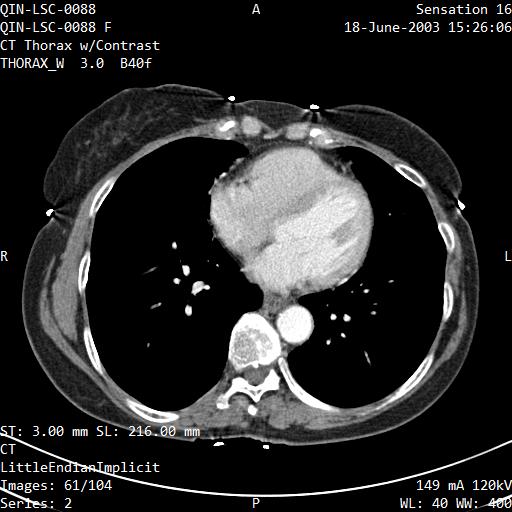 QIN-LSC-0088
A
Sensation 16
QIN-LSC-0088 F
18-June-2003 15:26:06
CT Thorax w/Contrast
THORAX_W 3.0 B40f
R
L
ST: 3.00 mm SL: 216.00 mm
CT
LittleEndianImplicit
Images: 61/104
149 mA 120kV
Series: 2
P
WL: 40 WW: 400